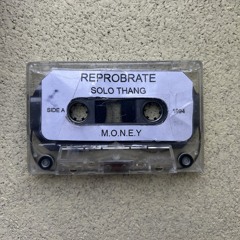 REPROBRATE
SOLO THANG
SIDE A 1994
M.O.N.E.Y